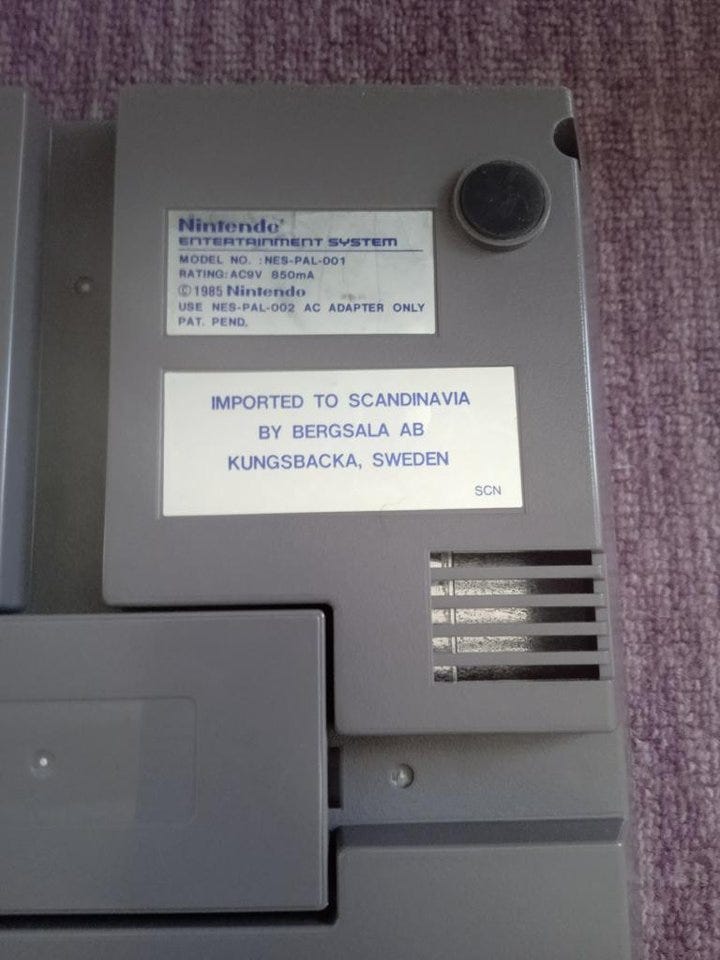 Nintendo®
ENTERTAINMENT SYSTEM
MODEL NO. :NES-PAL-001
RATING:AC9V 850mA
©1985 Nintendo
USE NES-PAL-002 AC ADAPTER ONLY
PAT. PEND.
IMPORTED TO SCANDINAVIA
BY BERGSALA AB
KUNGSBACKA, SWEDEN
SCN